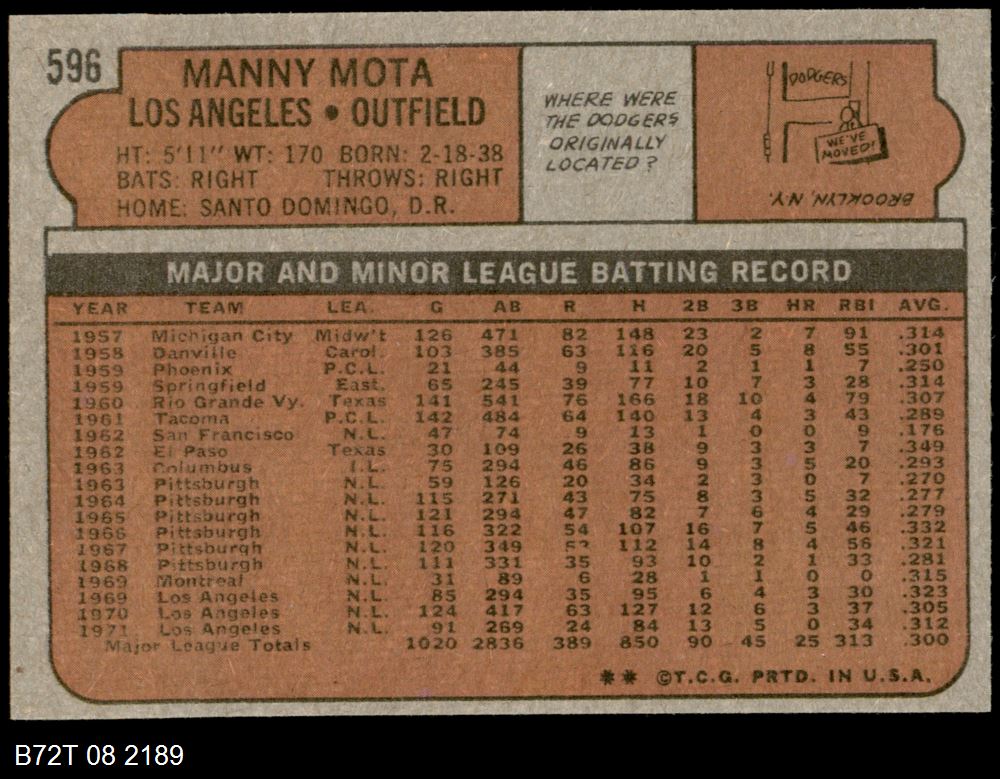 596
MANNY MOTA
LOS ANGELES • OUTFIELD
HT: 5'11" WT: 170 BORN: 2-18-38
BATS: RIGHT THROWS: RIGHT
HOME: SANTO DOMINGO, D.R.
WHERE WERE
THE DODGERS
ORIGINALLY
LOCATED?
DODGERS
WE'VE
MOVED!
BROOKLYN, N.Y.
MAJOR AND MINOR LEAGUE BATTING RECORD
YEAR TEAM LEA. G AB R H 2B 3B HR RBI AVG.
1957 Michigan City Midw't 126 471 82 148 23 2 7 91 .314
1958 Danville Carol. 103 385 63 116 20 5 8 55 .301
1959 Phoenix P.C.L. 21 44 9 11 2 1 1 7 .250
1959 Springfield East. 65 245 39 77 10 7 3 28 .314
1960 Rio Grande Vy. Texas 141 541 76 166 18 10 4 79 .307
1961 Tacoma P.C.L. 142 484 64 140 13 4 3 43 .289
1962 San Francisco N.L. 47 74 9 13 1 0 0 9 .176
1962 El Paso Texas 30 109 26 38 9 3 3 7 .349
1963 Columbus I.L. 75 294 46 86 9 3 5 20 .293
1963 Pittsburgh N.L. 59 126 20 34 2 3 0 7 .270
1964 Pittsburgh N.L. 115 271 43 75 8 3 5 32 .277
1965 Pittsburgh N.L. 121 294 47 82 7 6 4 29 .279
1966 Pittsburgh N.L. 116 322 54 107 16 7 5 46 .332
1967 Pittsburgh N.L. 120 349 112 14 8 4 56 .321
1968 Pittsburgh N.L. 111 331 35 93 10 2 1 33 .281
1969 Montreal N.L. 31 89 6 28 1 1 0 0 .315
1969 Los Angeles N.L. 85 294 35 95 6 4 3 30 .323
1970 Los Angeles N.L. 124 417 63 127 12 6 3 37 .305
1971 Los Angeles N.L. 91 269 24 84 13 5 0 34 .312
Major League Totals 1020 2836 389 850 90 45 25 313 .300
** ©T.C.G. PRTD. IN U.S.A.
B72T 08 2189